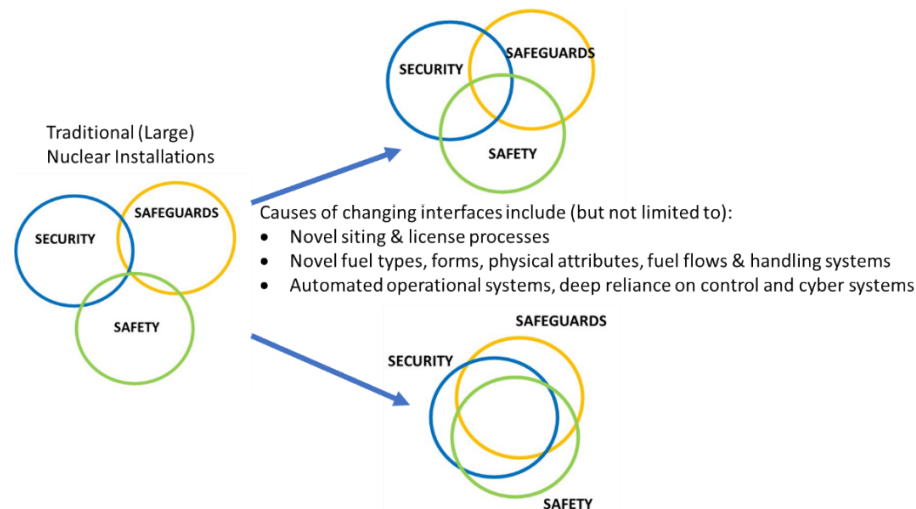 SAFEGUARDS
SECURITY
SAFETY
Traditional (Large)
Nuclear Installations
SAFEGUARDS
SECURITY
SAFETY
Causes of changing interfaces include (but not limited to):
• Novel siting & license processes
• Novel fuel types, forms, physical attributes, fuel flows & handling systems
• Automated operational systems, deep reliance on control and cyber systems
SAFEGUARDS
SECURITY
SAFETY